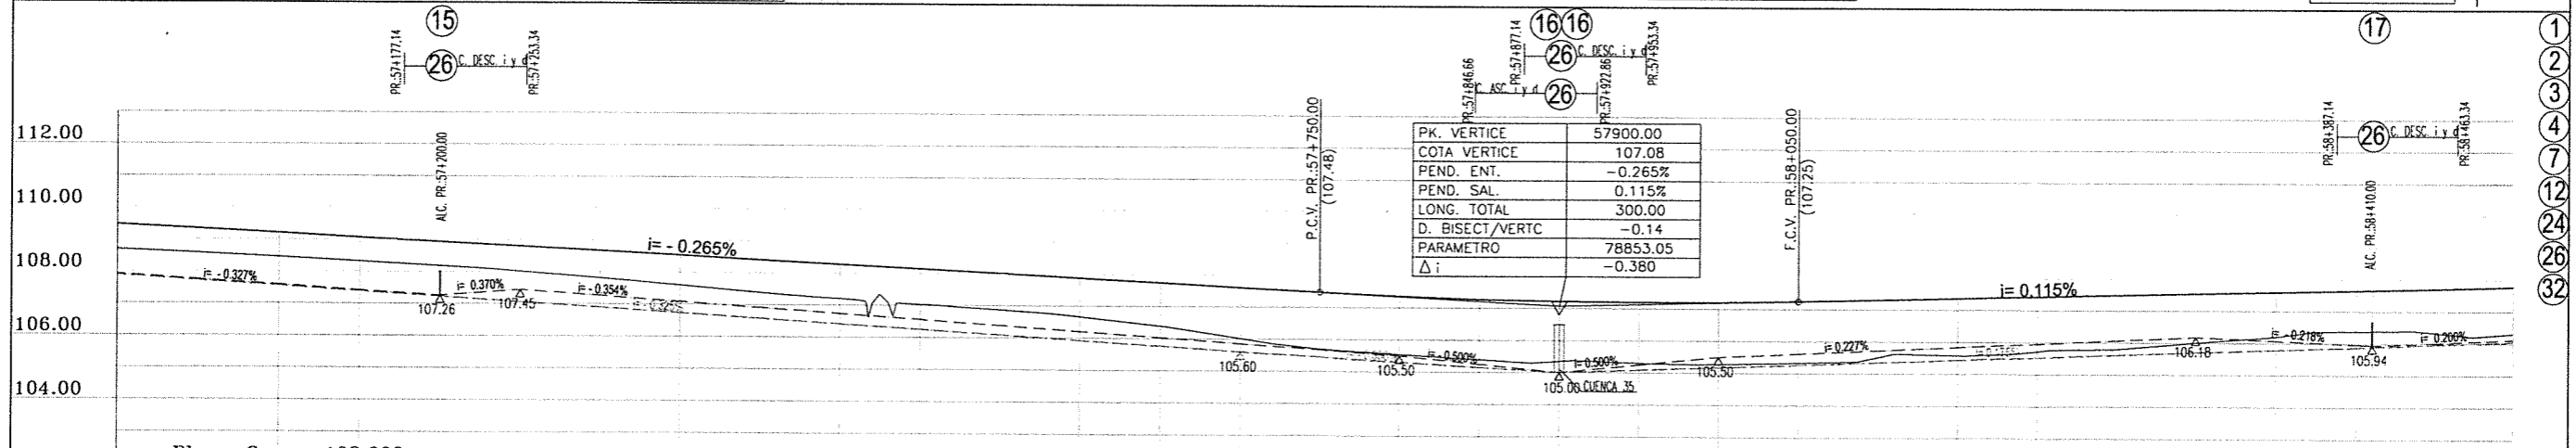 15
16 16
17
1
2
3
4
7
12
24
26
32
PR.:57+177.14
26
C. DESC. i y d
PR.:57+253.34
PR.:57+877.14
26
C. DESC. i y d
PR.:57+953.34
PR.:57+846.66
C. ASC. i y d
26
PR.:57+922.86
PR.:58+387.14
26
C. DESC. i y d
PR.:58+463.34
112.00
110.00
108.00
106.00
104.00
ALC. PR.:57+200.00
P.C.V. PR.:57+750.00
(107.48)
F.C.V. PR.:58+050.00
(107.25)
ALC. PR.:58+410.00
PK. VERTICE 57900.00
COTA VERTICE 107.08
PEND. ENT. -0.265%
PEND. SAL. 0.115%
LONG. TOTAL 300.00
D. BISECT/VERTC -0.14
PARAMETRO 78853.05
Δ i -0.380
i= - 0.265%
i= 0.115%
i= - 0.327%
i= 0.370%
i= - 0.354%
i= - 0.500%
i= 0.500%
i= 0.227%
i= - 0.218%
i= 0.200%
107.26
107.45
105.60
105.50
105.00
CUENCA 35
105.50
106.18
105.94